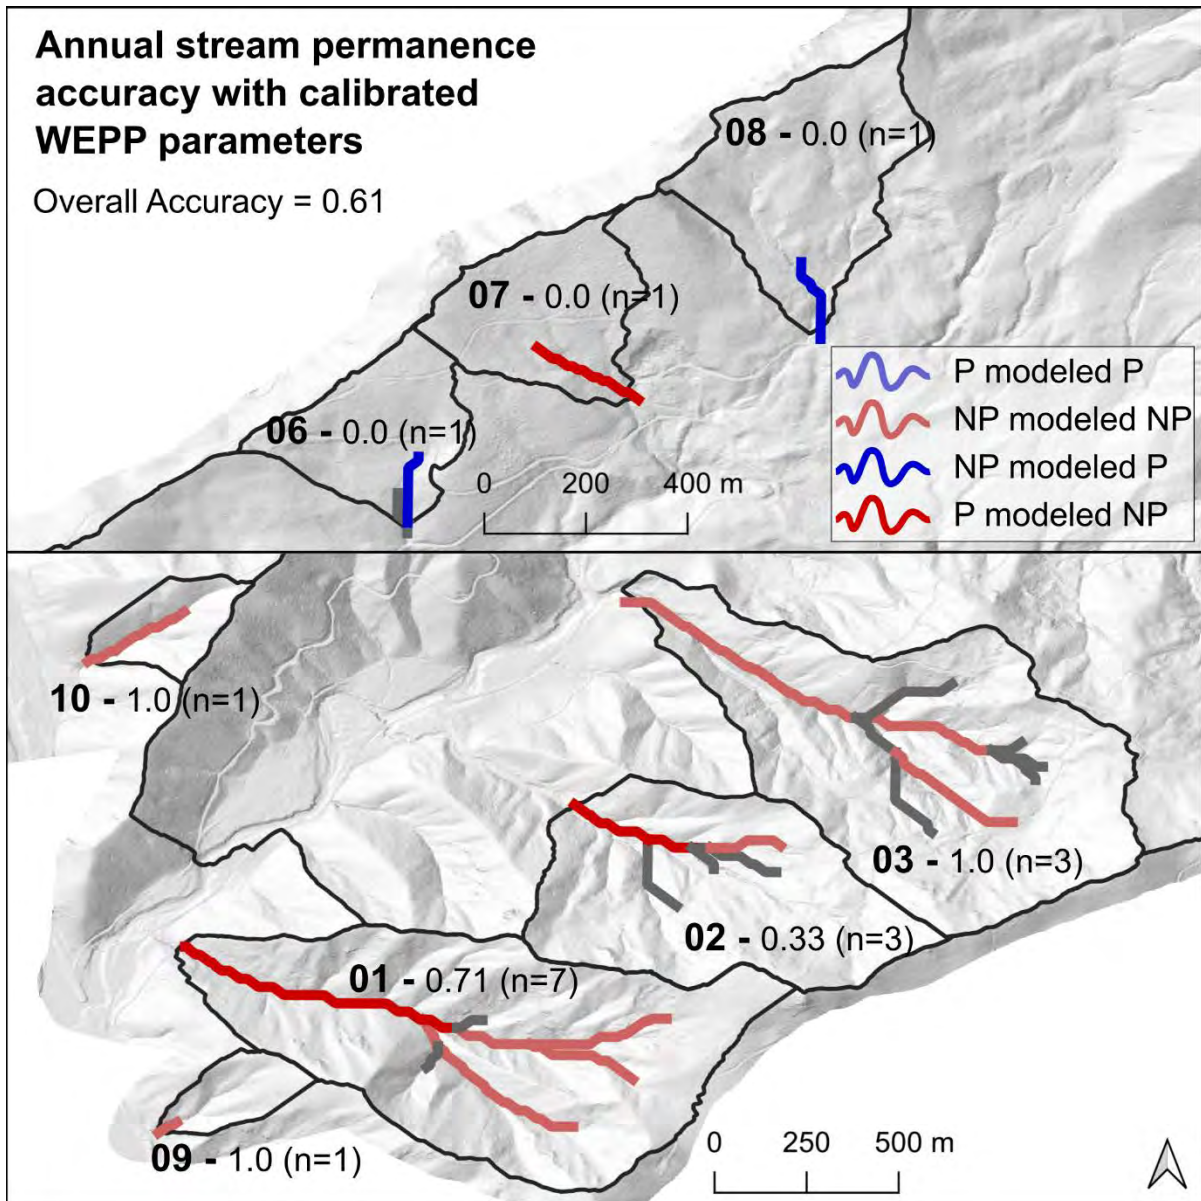 Annual stream permanence
accuracy with calibrated
WEPP parameters
Overall Accuracy = 0.61
08 - 0.0 (n=1)
07 - 0.0 (n=1)
06 - 0.0 (n=1)
0 200 400 m
P modeled P
NP modeled NP
NP modeled P
P modeled NP
10 - 1.0 (n=1)
03 - 1.0 (n=3)
02 - 0.33 (n=3)
01 - 0.71 (n=7)
09 - 1.0 (n=1)
0 250 500 m